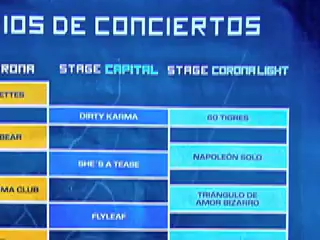 IOS DE CONCIERTOS
RONA STAGE CAPITAL STAGE CORONA LIGHT
ETTES
DIRTY KARMA 60 TIGRES
BEAR
SHE'S A TEASE NAPOLEÓN SOLO
MA CLUB TRIÁNGULO DE
AMOR BIZARRO
FLYLEAF